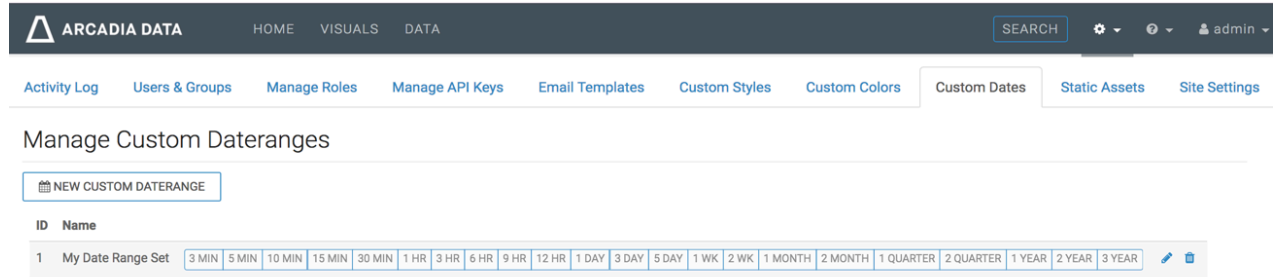 ARCADIA DATA HOME VISUALS DATA SEARCH admin
Activity Log Users & Groups Manage Roles Manage API Keys Email Templates Custom Styles Custom Colors Custom Dates Static Assets Site Settings
Manage Custom Dateranges
NEW CUSTOM DATERANGE
ID Name
1 My Date Range Set 3 MIN 5 MIN 10 MIN 15 MIN 30 MIN 1 HR 3 HR 6 HR 9 HR 12 HR 1 DAY 3 DAY 5 DAY 1 WK 2 WK 1 MONTH 2 MONTH 1 QUARTER 2 QUARTER 1 YEAR 2 YEAR 3 YEAR